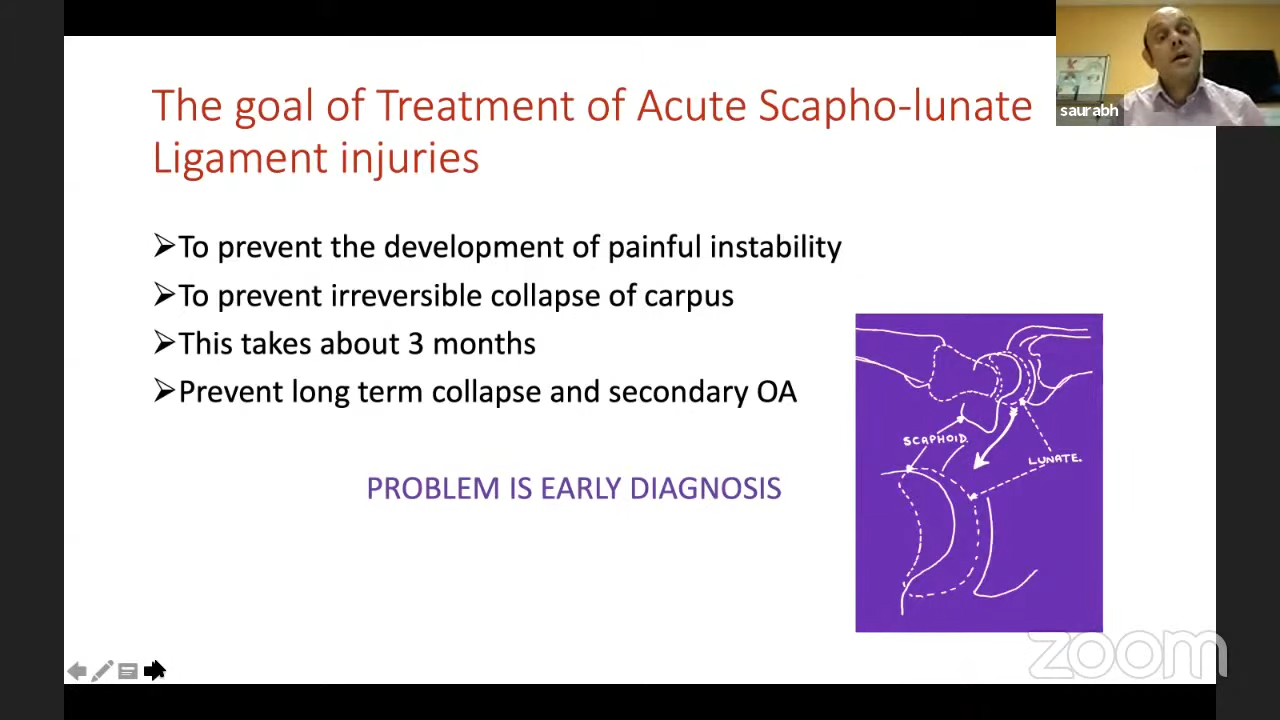 The goal of Treatment of Acute Scapho-lunate
Ligament injuries
saurabh
➢To prevent the development of painful instability
➢To prevent irreversible collapse of carpus
➢This takes about 3 months
➢Prevent long term collapse and secondary OA
SCAPHOID.
LUNATE.
PROBLEM IS EARLY DIAGNOSIS
zoom